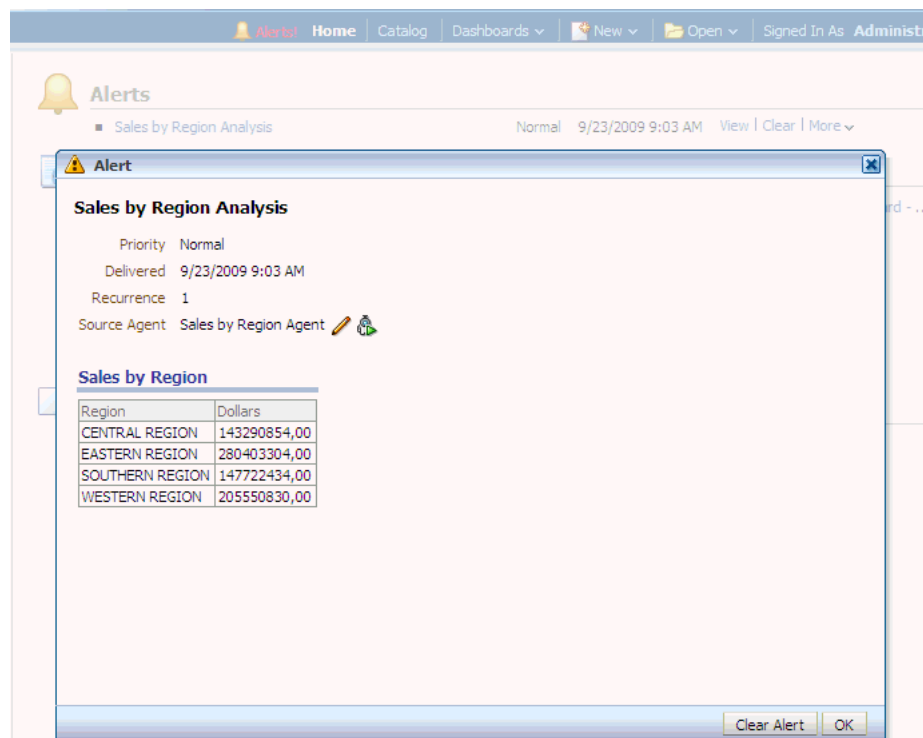 Alerts! Home Catalog Dashboards New Open Signed In As Administ
Alerts
Sales by Region Analysis Normal 9/23/2009 9:03 AM View | Clear | More
Alert
rd - ..
Sales by Region Analysis
Priority Normal
Delivered 9/23/2009 9:03 AM
Recurrence 1
Source Agent Sales by Region Agent
Sales by Region
Region Dollars
CENTRAL REGION 143290854,00
EASTERN REGION 280403304,00
SOUTHERN REGION 147722434,00
WESTERN REGION 205550830,00
Clear Alert OK